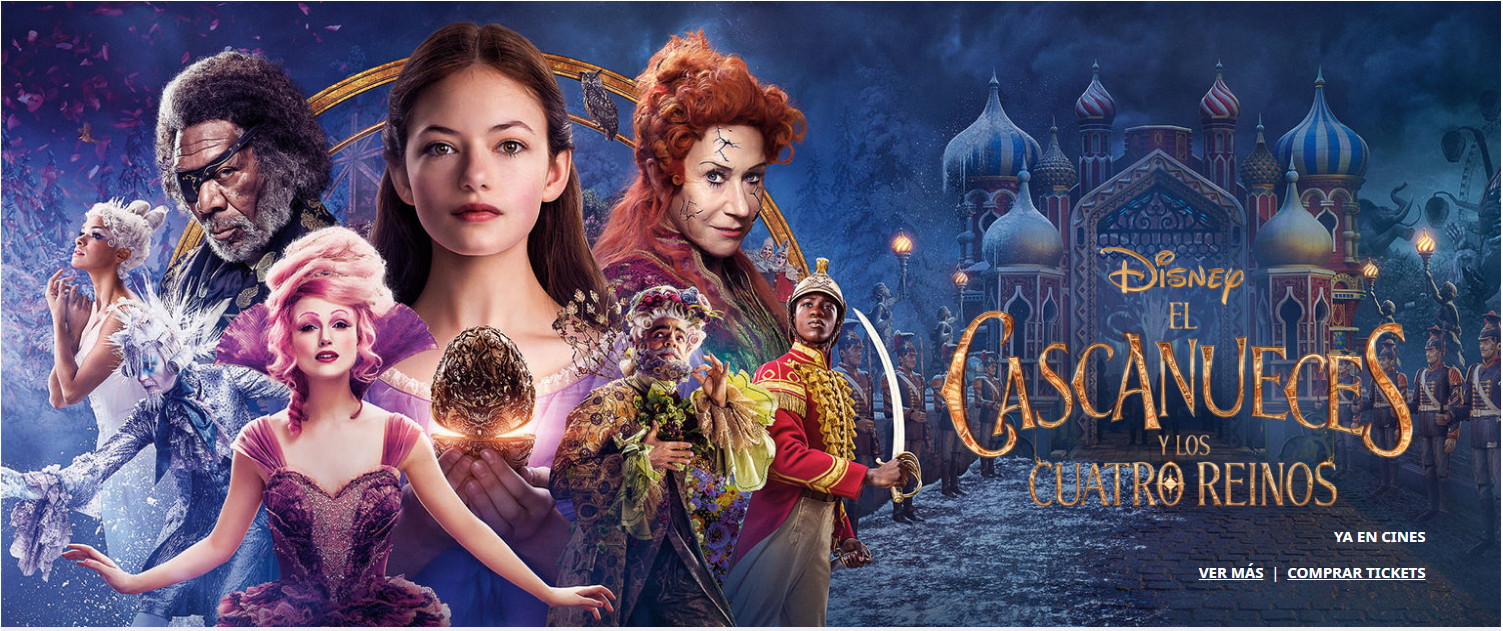 Disney
EL
CASCANUECES
Y LOS
CUATRO REINOS
YA EN CINES
VER MÁS | COMPRAR TICKETS